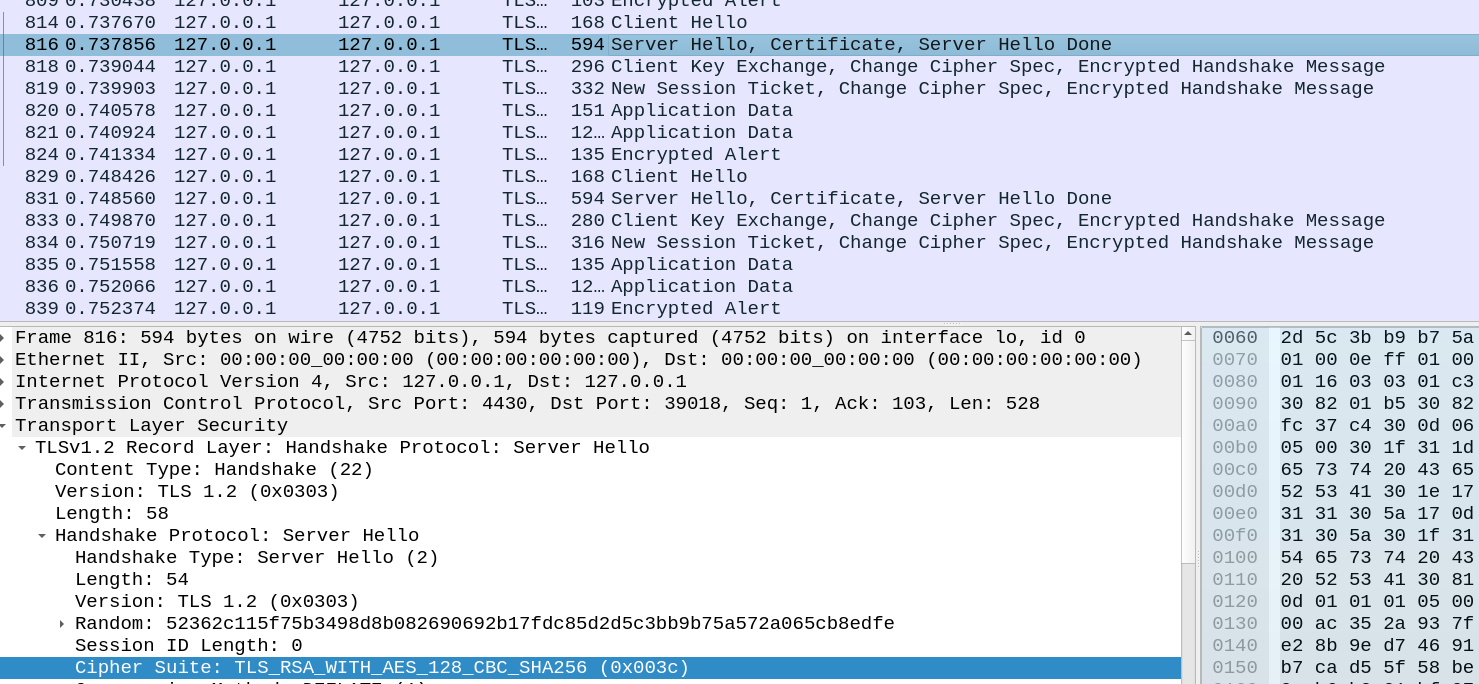 809 0.730438 127.0.0.1 127.0.0.1 TLS… 103 Encrypted Alert
814 0.737670 127.0.0.1 127.0.0.1 TLS… 168 Client Hello
816 0.737856 127.0.0.1 127.0.0.1 TLS… 594 Server Hello, Certificate, Server Hello Done
818 0.739044 127.0.0.1 127.0.0.1 TLS… 296 Client Key Exchange, Change Cipher Spec, Encrypted Handshake Message
819 0.739903 127.0.0.1 127.0.0.1 TLS… 332 New Session Ticket, Change Cipher Spec, Encrypted Handshake Message
820 0.740578 127.0.0.1 127.0.0.1 TLS… 151 Application Data
821 0.740924 127.0.0.1 127.0.0.1 TLS… 12… Application Data
824 0.741334 127.0.0.1 127.0.0.1 TLS… 135 Encrypted Alert
829 0.748426 127.0.0.1 127.0.0.1 TLS… 168 Client Hello
831 0.748560 127.0.0.1 127.0.0.1 TLS… 594 Server Hello, Certificate, Server Hello Done
833 0.749870 127.0.0.1 127.0.0.1 TLS… 280 Client Key Exchange, Change Cipher Spec, Encrypted Handshake Message
834 0.750719 127.0.0.1 127.0.0.1 TLS… 316 New Session Ticket, Change Cipher Spec, Encrypted Handshake Message
835 0.751558 127.0.0.1 127.0.0.1 TLS… 135 Application Data
836 0.752066 127.0.0.1 127.0.0.1 TLS… 12… Application Data
839 0.752374 127.0.0.1 127.0.0.1 TLS… 119 Encrypted Alert
Frame 816: 594 bytes on wire (4752 bits), 594 bytes captured (4752 bits) on interface lo, id 0
Ethernet II, Src: 00:00:00_00:00:00 (00:00:00:00:00:00), Dst: 00:00:00_00:00:00 (00:00:00:00:00:00)
Internet Protocol Version 4, Src: 127.0.0.1, Dst: 127.0.0.1
Transmission Control Protocol, Src Port: 4430, Dst Port: 39018, Seq: 1, Ack: 103, Len: 528
Transport Layer Security
TLSv1.2 Record Layer: Handshake Protocol: Server Hello
Content Type: Handshake (22)
Version: TLS 1.2 (0x0303)
Length: 58
Handshake Protocol: Server Hello
Handshake Type: Server Hello (2)
Length: 54
Version: TLS 1.2 (0x0303)
Random: 52362c115f75b3498d8b082690692b17fdc85d2d5c3bb9b75a572a065cb8edfe
Session ID Length: 0
Cipher Suite: TLS_RSA_WITH_AES_128_CBC_SHA256 (0x003c)
0060 2d 5c 3b b9 b7 5a
0070 01 00 0e ff 01 00
0080 01 16 03 03 01 c3
0090 30 82 01 b5 30 82
00a0 fc 37 c4 30 0d 06
00b0 05 00 30 1f 31 1d
00c0 65 73 74 20 43 65
00d0 52 53 41 30 1e 17
00e0 31 31 30 5a 17 0d
00f0 31 30 5a 30 1f 31
0100 54 65 73 74 20 43
0110 20 52 53 41 30 81
0120 0d 01 01 01 05 00
0130 00 ac 35 2a 93 7f
0140 e2 8b 9e d7 46 91
0150 b7 ca d5 5f 58 be